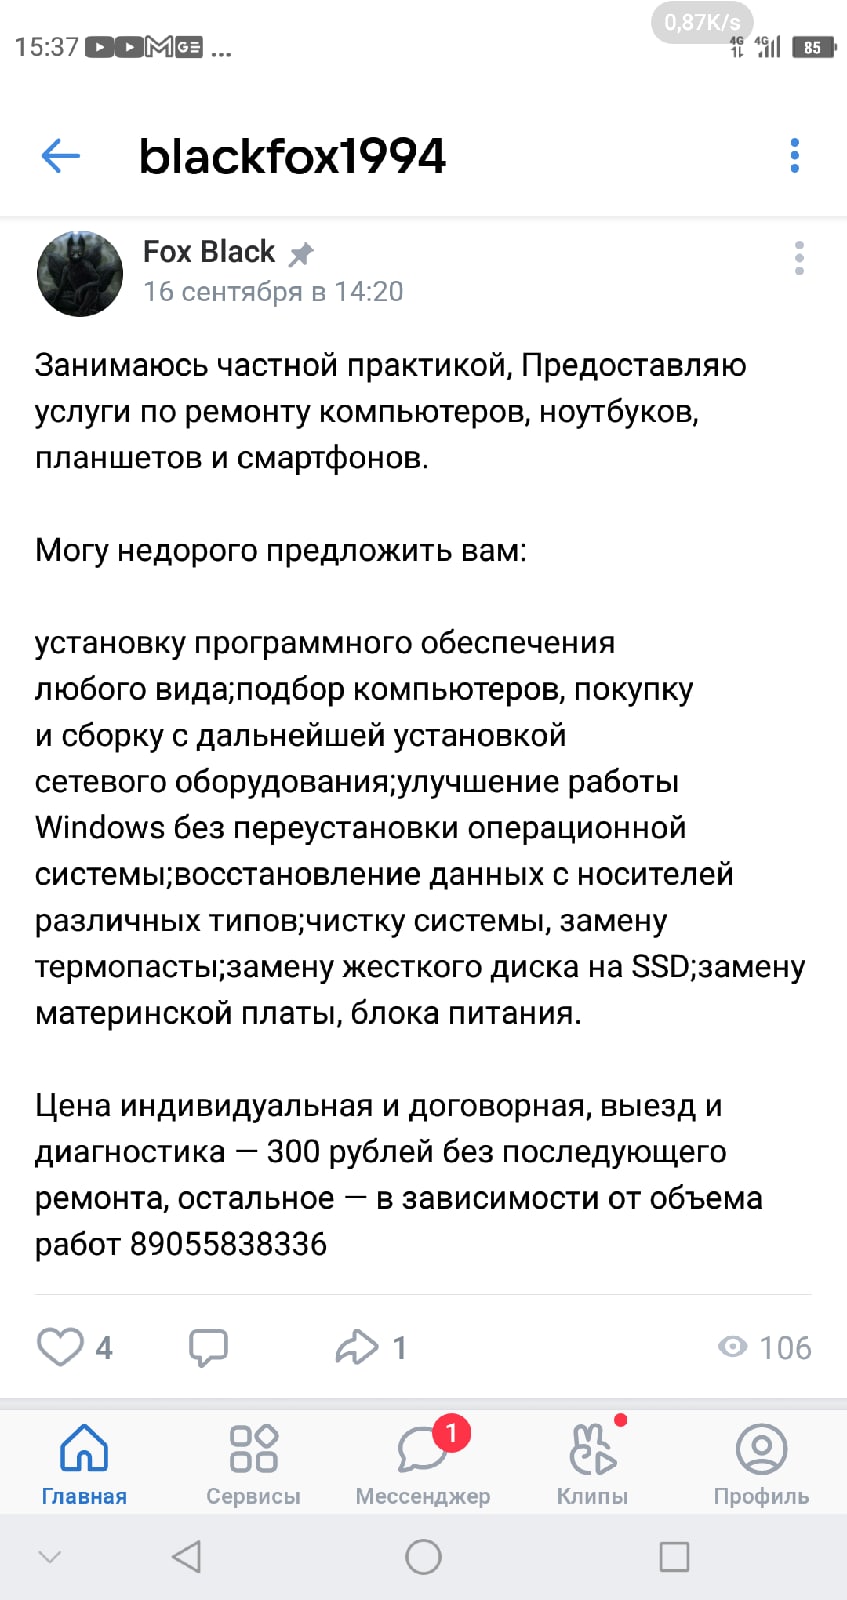 0,87K/s
15:37 GE ... 4G 4G 85
blackfox1994
Fox Black
16 сентября в 14:20
Занимаюсь частной практикой, Предоставляю
услуги по ремонту компьютеров, ноутбуков,
планшетов и смартфонов.
Могу недорого предложить вам:
установку программного обеспечения
любого вида;подбор компьютеров, покупку
и сборку с дальнейшей установкой
сетевого оборудования;улучшение работы
Windows без переустановки операционной
системы;восстановление данных с носителей
различных типов;чистку системы, замену
термопасты;замену жесткого диска на SSD;замену
материнской платы, блока питания.
Цена индивидуальная и договорная, выезд и
диагностика — 300 рублей без последующего
ремонта, остальное — в зависимости от объема
работ 89055838336
4 1 106
1
Главная Сервисы Мессенджер Клипы Профиль